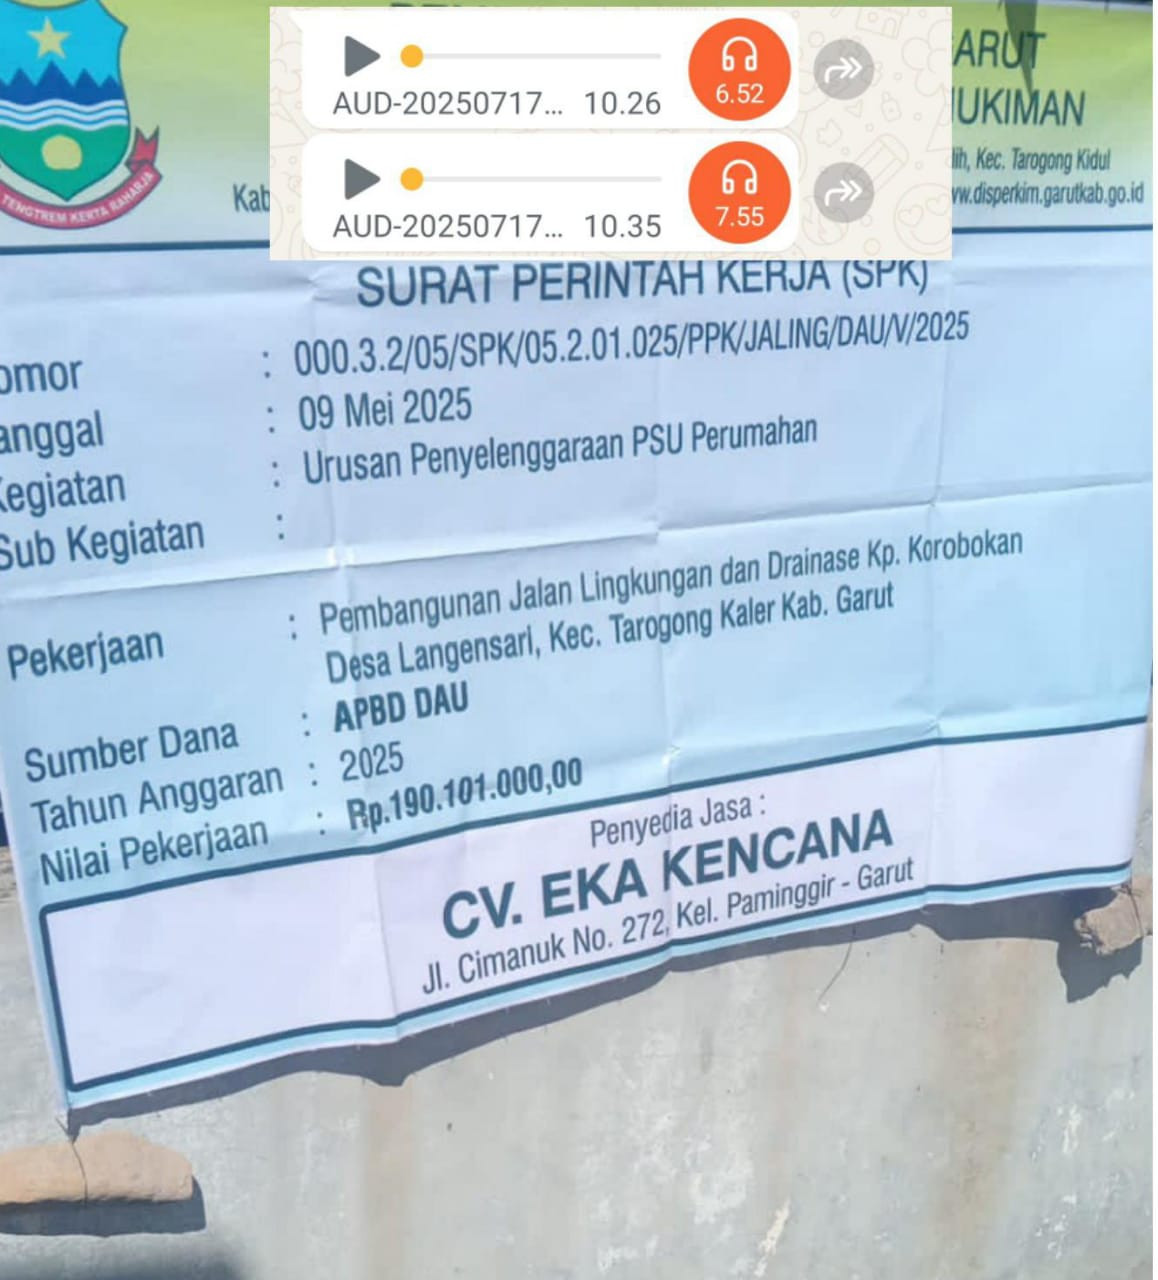 ARUT
UKIMAN
Kec. Tarogong Kidul
Kab
www.disperkim.garutkab.go.id
TENGTREM KERTA RAHARJA
AUD-20250717... 10.26
6.52
AUD-20250717... 10.35
7.55
SURAT PERINTAH KERJA (SPK)
omor : 000.3.2/05/SPK/05.2.01.025/PPK/JALING/DAU/V/2025
anggal : 09 Mei 2025
Kegiatan : Urusan Penyelenggaraan PSU Perumahan
Sub Kegiatan :
Pekerjaan : Pembangunan Jalan Lingkungan dan Drainase Kp. Korobokan
Desa Langensari, Kec. Tarogong Kaler Kab. Garut
Sumber Dana : APBD DAU
Tahun Anggaran : 2025
Nilai Pekerjaan : Rp.190.101.000,00
Penyedia Jasa :
CV. EKA KENCANA
Jl. Cimanuk No. 272, Kel. Paminggir - Garut